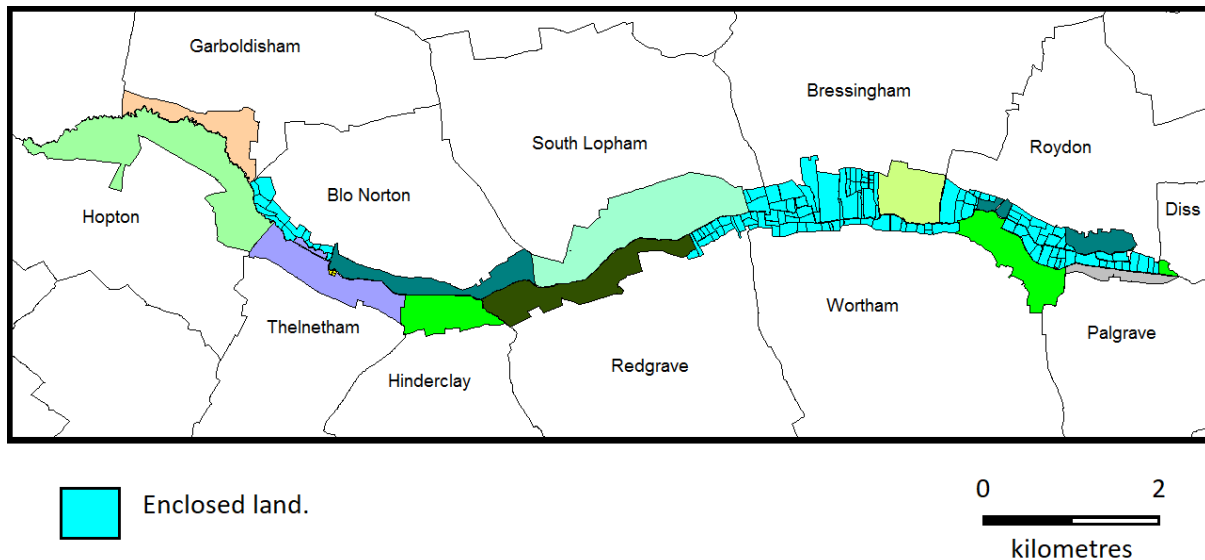 Garboldisham
Bressingham
South Lopham
Roydon
Blo Norton
Hopton
Diss
Thelnetham
Wortham
Palgrave
Redgrave
Hinderclay
Enclosed land.
0 2
kilometres